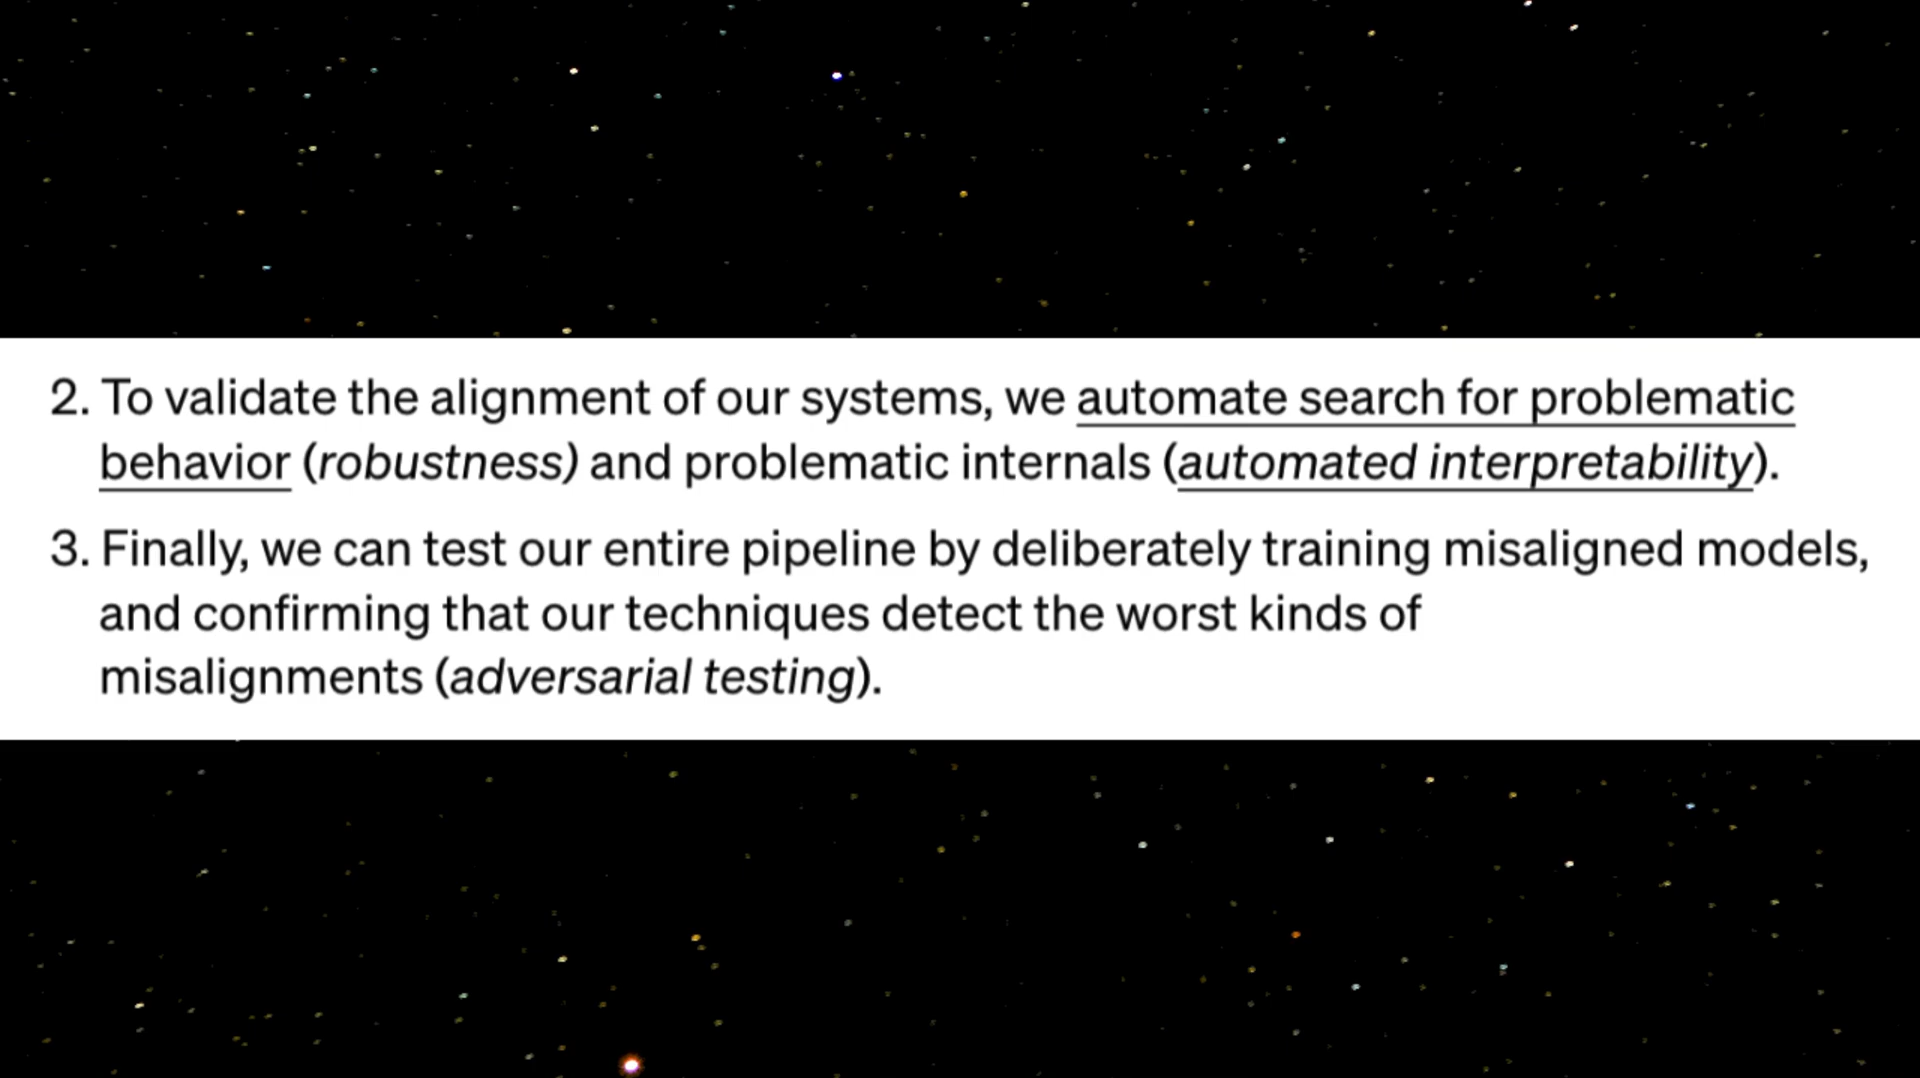 2. To validate the alignment of our systems, we automate search for problematic
behavior (robustness) and problematic internals (automated interpretability).
3. Finally, we can test our entire pipeline by deliberately training misaligned models,
and confirming that our techniques detect the worst kinds of
misalignments (adversarial testing).